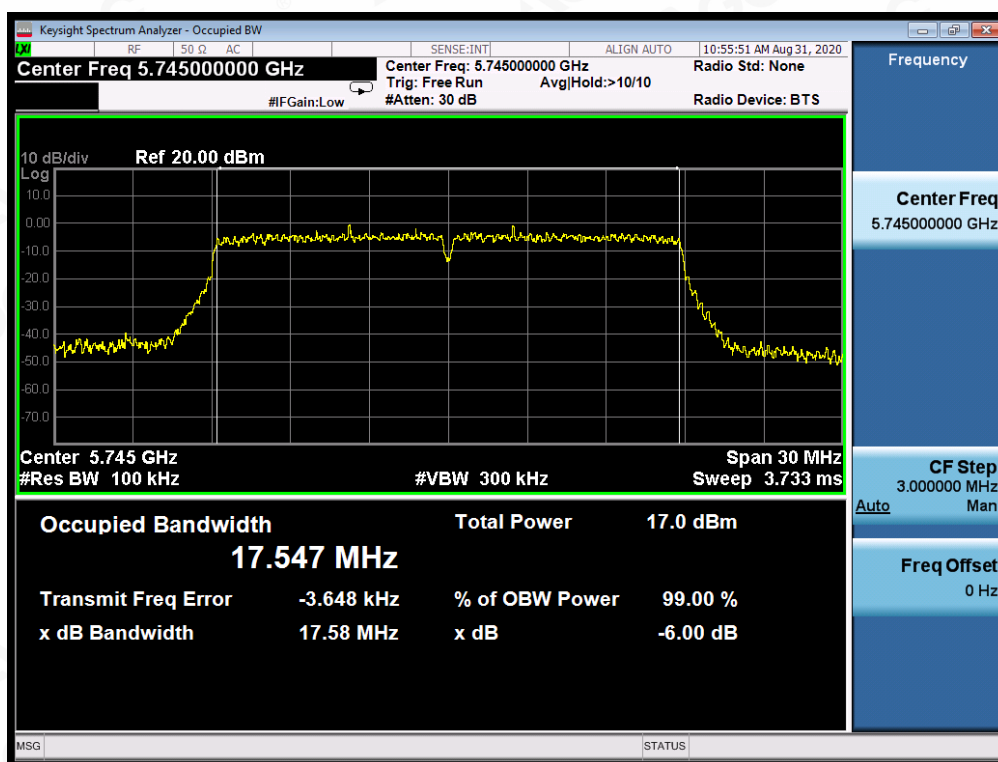 Keysight Spectrum Analyzer - Occupied BW
LXI RF 50 Ω AC SENSE:INT ALIGN AUTO 10:55:51 AM Aug 31, 2020
Center Freq 5.745000000 GHz
Center Freq: 5.745000000 GHz Radio Std: None
Trig: Free Run Avg|Hold:>10/10
#IFGain:Low #Atten: 30 dB Radio Device: BTS
Frequency
10 dB/div Ref 20.00 dBm
Log
10.0
0.00
-10.0
-20.0
-30.0
-40.0
-50.0
-60.0
-70.0
Center 5.745 GHz Span 30 MHz
#Res BW 100 kHz #VBW 300 kHz Sweep 3.733 ms
Occupied Bandwidth Total Power 17.0 dBm
17.547 MHz
Transmit Freq Error -3.648 kHz % of OBW Power 99.00 %
x dB Bandwidth 17.58 MHz x dB -6.00 dB
Center Freq
5.745000000 GHz
CF Step
3.000000 MHz
Auto Man
Freq Offset
0 Hz
MSG STATUS